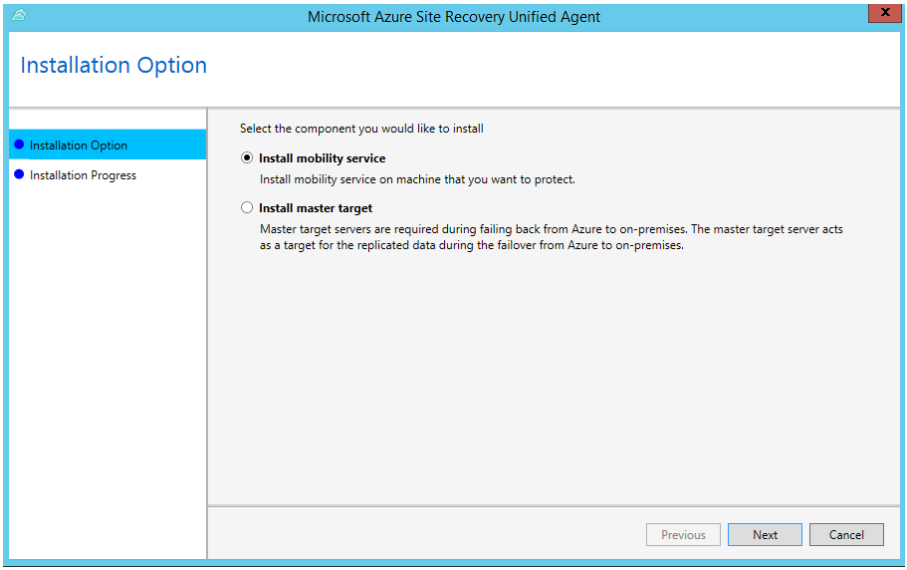 Microsoft Azure Site Recovery Unified Agent
x
Installation Option
Installation Option
Installation Progress
Select the component you would like to install
Install mobility service
Install mobility service on machine that you want to protect.
Install master target
Master target servers are required during failing back from Azure to on-premises. The master target server acts
as a target for the replicated data during the failover from Azure to on-premises.
Previous
Next
Cancel